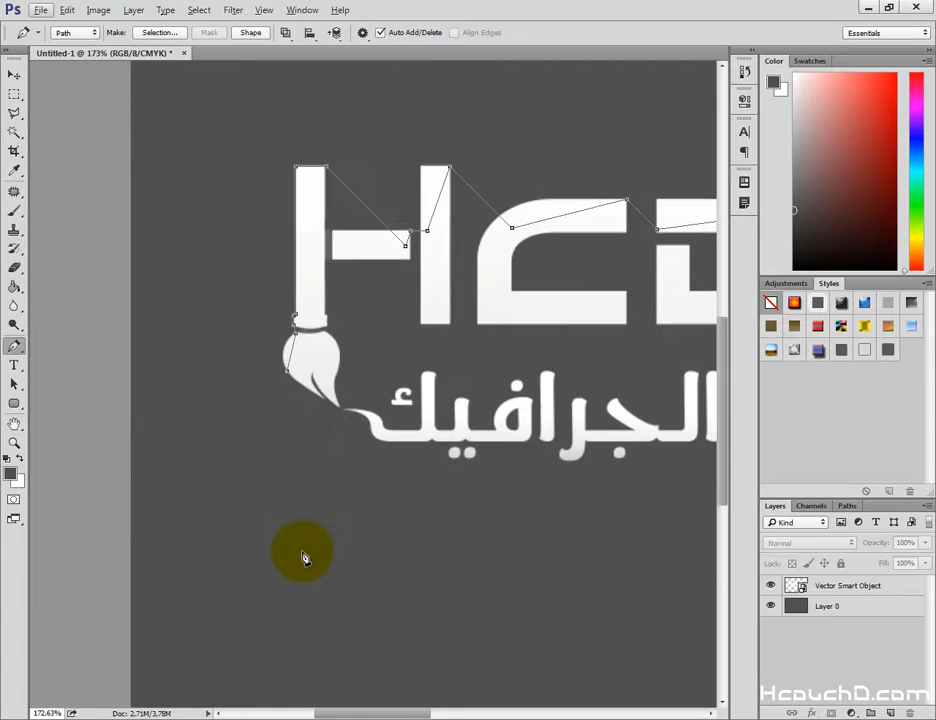 Ps File Edit Image Layer Type Select Filter View Window Help
Path Make: Selection... Mask Shape Auto Add/Delete Align Edges Essentials
Untitled-1 @ 173% (RGB/8/CMYK) * ×
Color Swatches
Adjustments Styles
الجرافيك
Layers Channels Paths
Kind
Normal Opacity: 100%
Lock: Fill: 100%
Vector Smart Object
Layer 0
HcouchD.com
172.63% Doc: 2.71M/3.78M